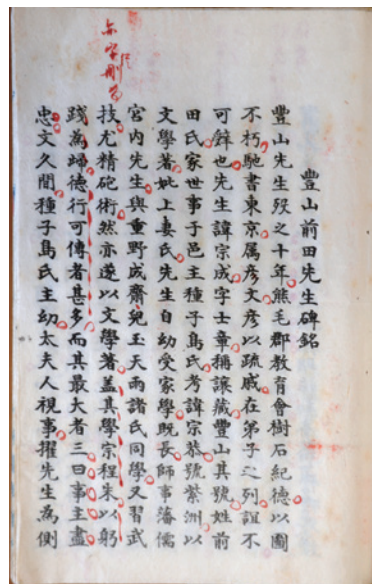 豐山前田先生碑銘
豐山先生歿之十年熊毛郡教育會樹石紀德以圖
不朽馳書東京属彦文彦以疏戚在弟子之列誼不
可辭也先生諱宗成字士章稱讓藏豐山其號姓前
田氏家世事于邑主種子島氏考諱宗恭號紫洲以
文學著妣上妻氏先生自幼受家學既長師事藩儒
宮内先生與重野成齋兒玉天雨諸氏同學又習武
技尤精砲術然亦遂以文學著蓋其學宗程朱以躬
踐為歸德行可傳者甚多而其最大者三曰事主盡
忠文久間種子島氏主幼太夫人視事擢先生為側